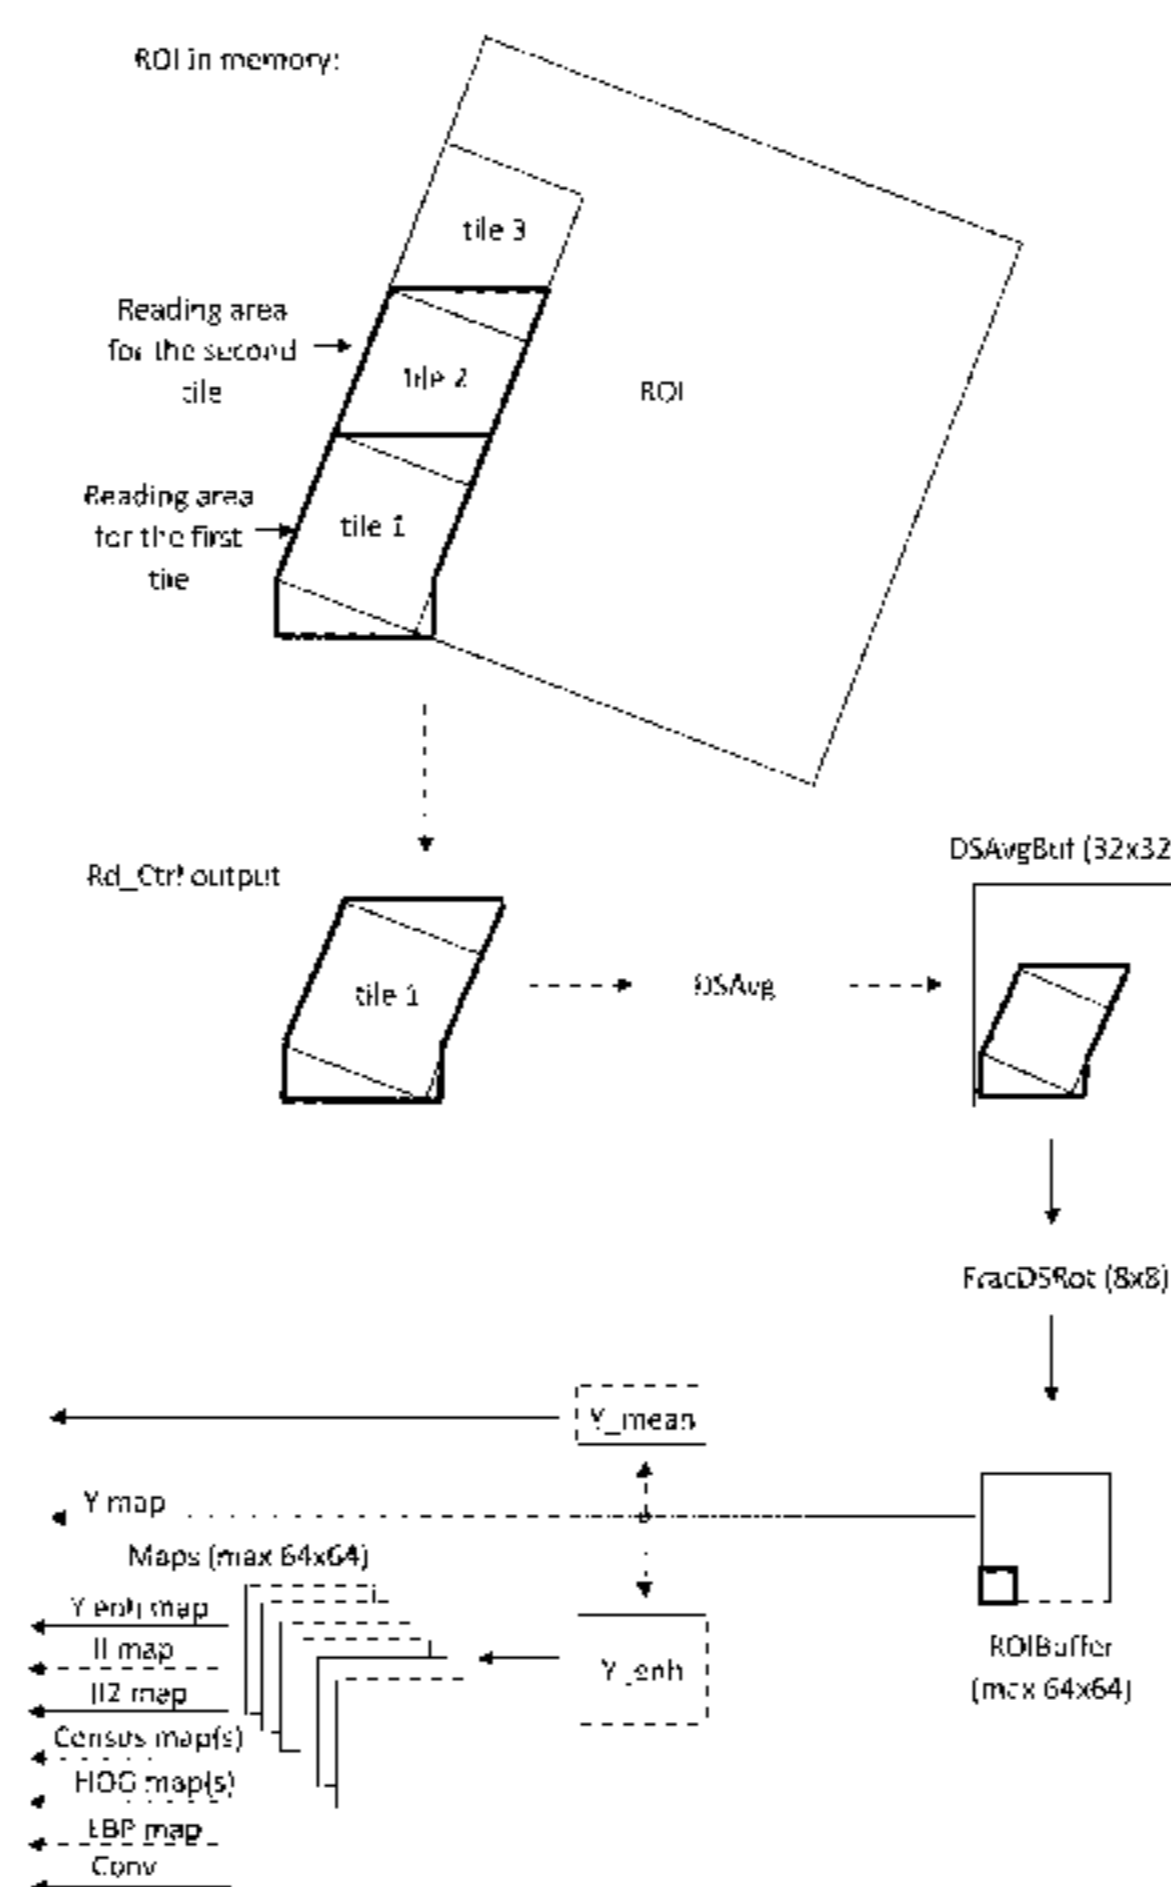 ROI in memory:
tile 3
Reading area
for the second
tile
tile 2
ROI
Reading area
for the first
tile
tile 1
DSAvgBuf (32x32
Rd_Ctrl output
tile 1
DSAvg
FracDSRot (8x8)
Y_mean
Y map
Maps (max 64x64)
Y enh map
II map
II2 map
Y_enh
ROIBuffer
(max 64x64)
Census map(s)
HOG map(s)
LBP map
Conv